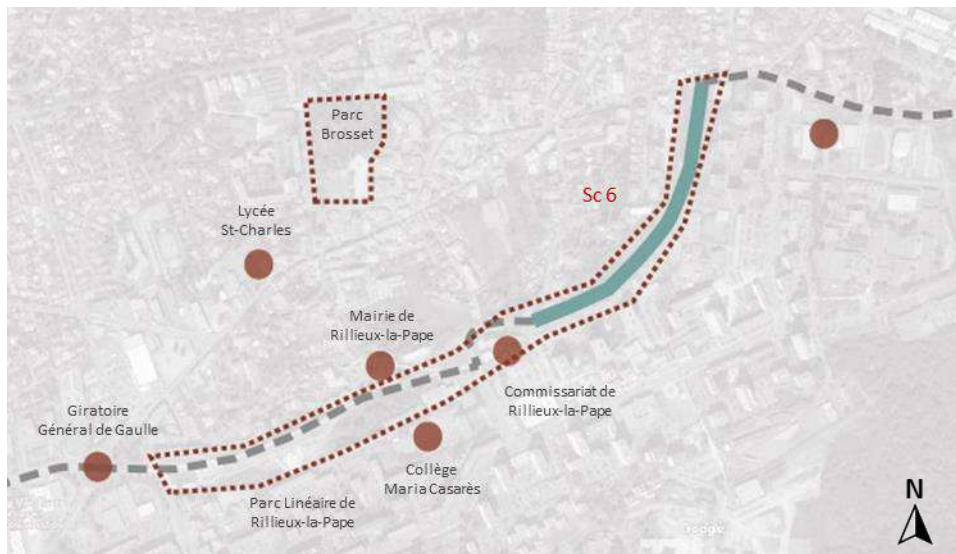 Parc
Brosset
Sc 6
Lycée
St-Charles
Mairie de
Rillieux-la-Pape
Commissariat de
Rillieux-la-Pape
Giratoire
Général de Gaulle
Collège
Maria Casarès
Parc Linéaire de
Rillieux-la-Pape
N
Google